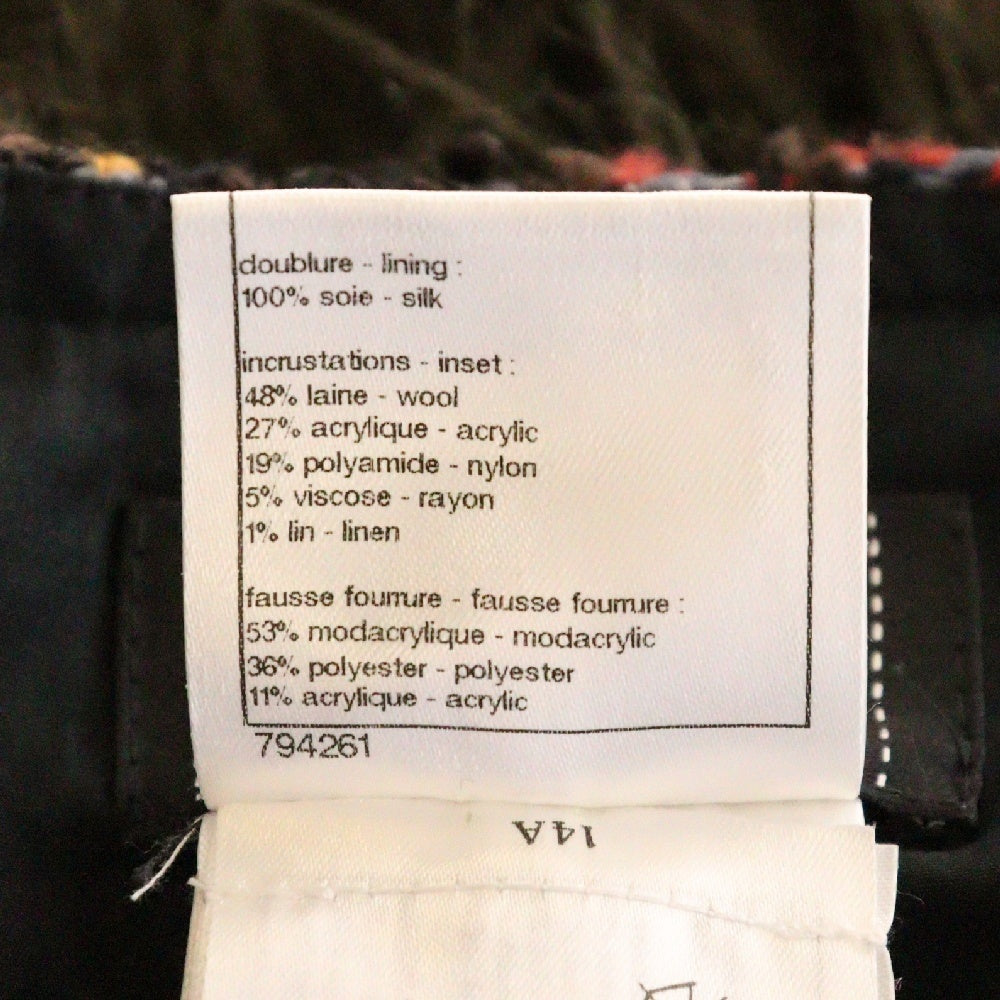 doublure - lining :
100% soie - silk
incrustations - inset :
48% laine - wool
27% acrylique - acrylic
19% polyamide - nylon
5% viscose - rayon
1% lin - linen
fausse fourrure - fausse fourrure :
53% modacrylique - modacrylic
36% polyester - polyester
11% acrylique - acrylic
794261
14A